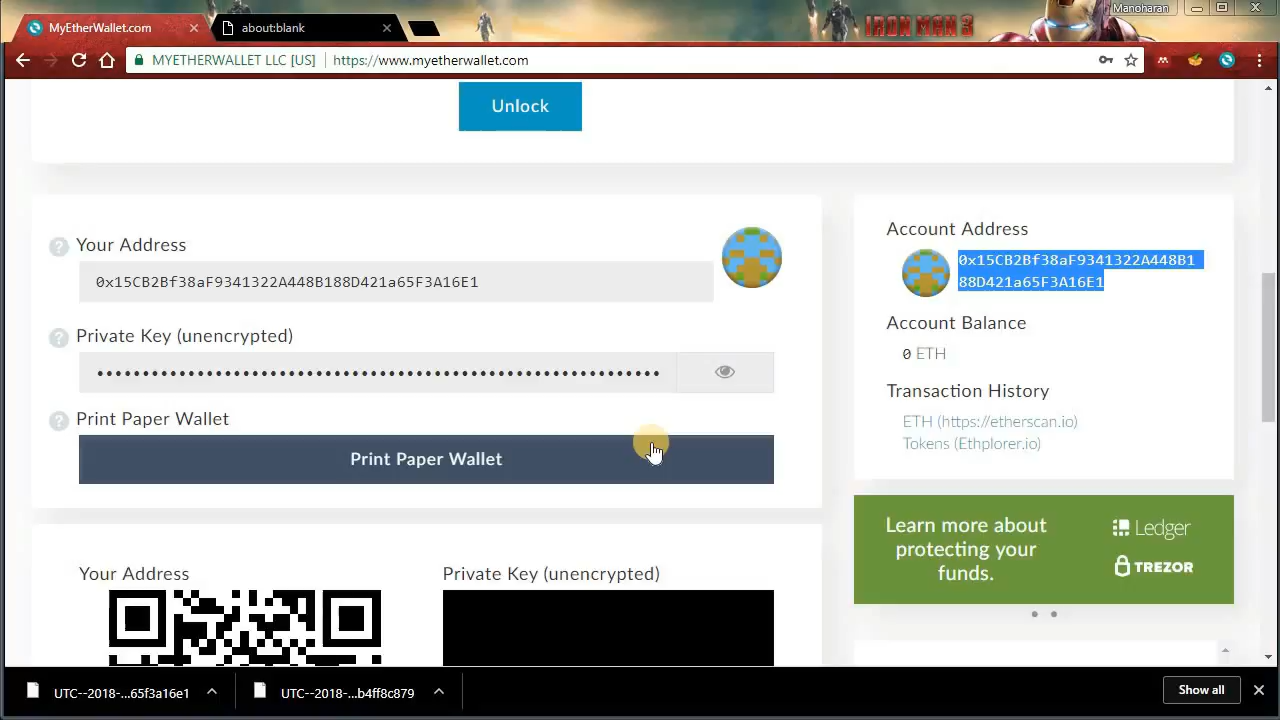 IRON MAN 3
Manoharan
MyEtherWallet.com
about:blank
MYETHERWALLET LLC [US]
https://www.myetherwallet.com
Unlock
Your Address
0x15CB2Bf38aF9341322A448B188D421a65F3A16E1
Private Key (unencrypted)
Print Paper Wallet
Print Paper Wallet
Your Address
Private Key (unencrypted)
Account Address
0x15CB2Bf38aF9341322A448B1
88D421a65F3A16E1
Account Balance
0 ETH
Transaction History
ETH (https://etherscan.io)
Tokens (Ethplorer.io)
Learn more about
protecting your
funds.
Ledger
TREZOR
UTC--2018-...65f3a16e1
UTC--2018-...b4ff8c879
Show all